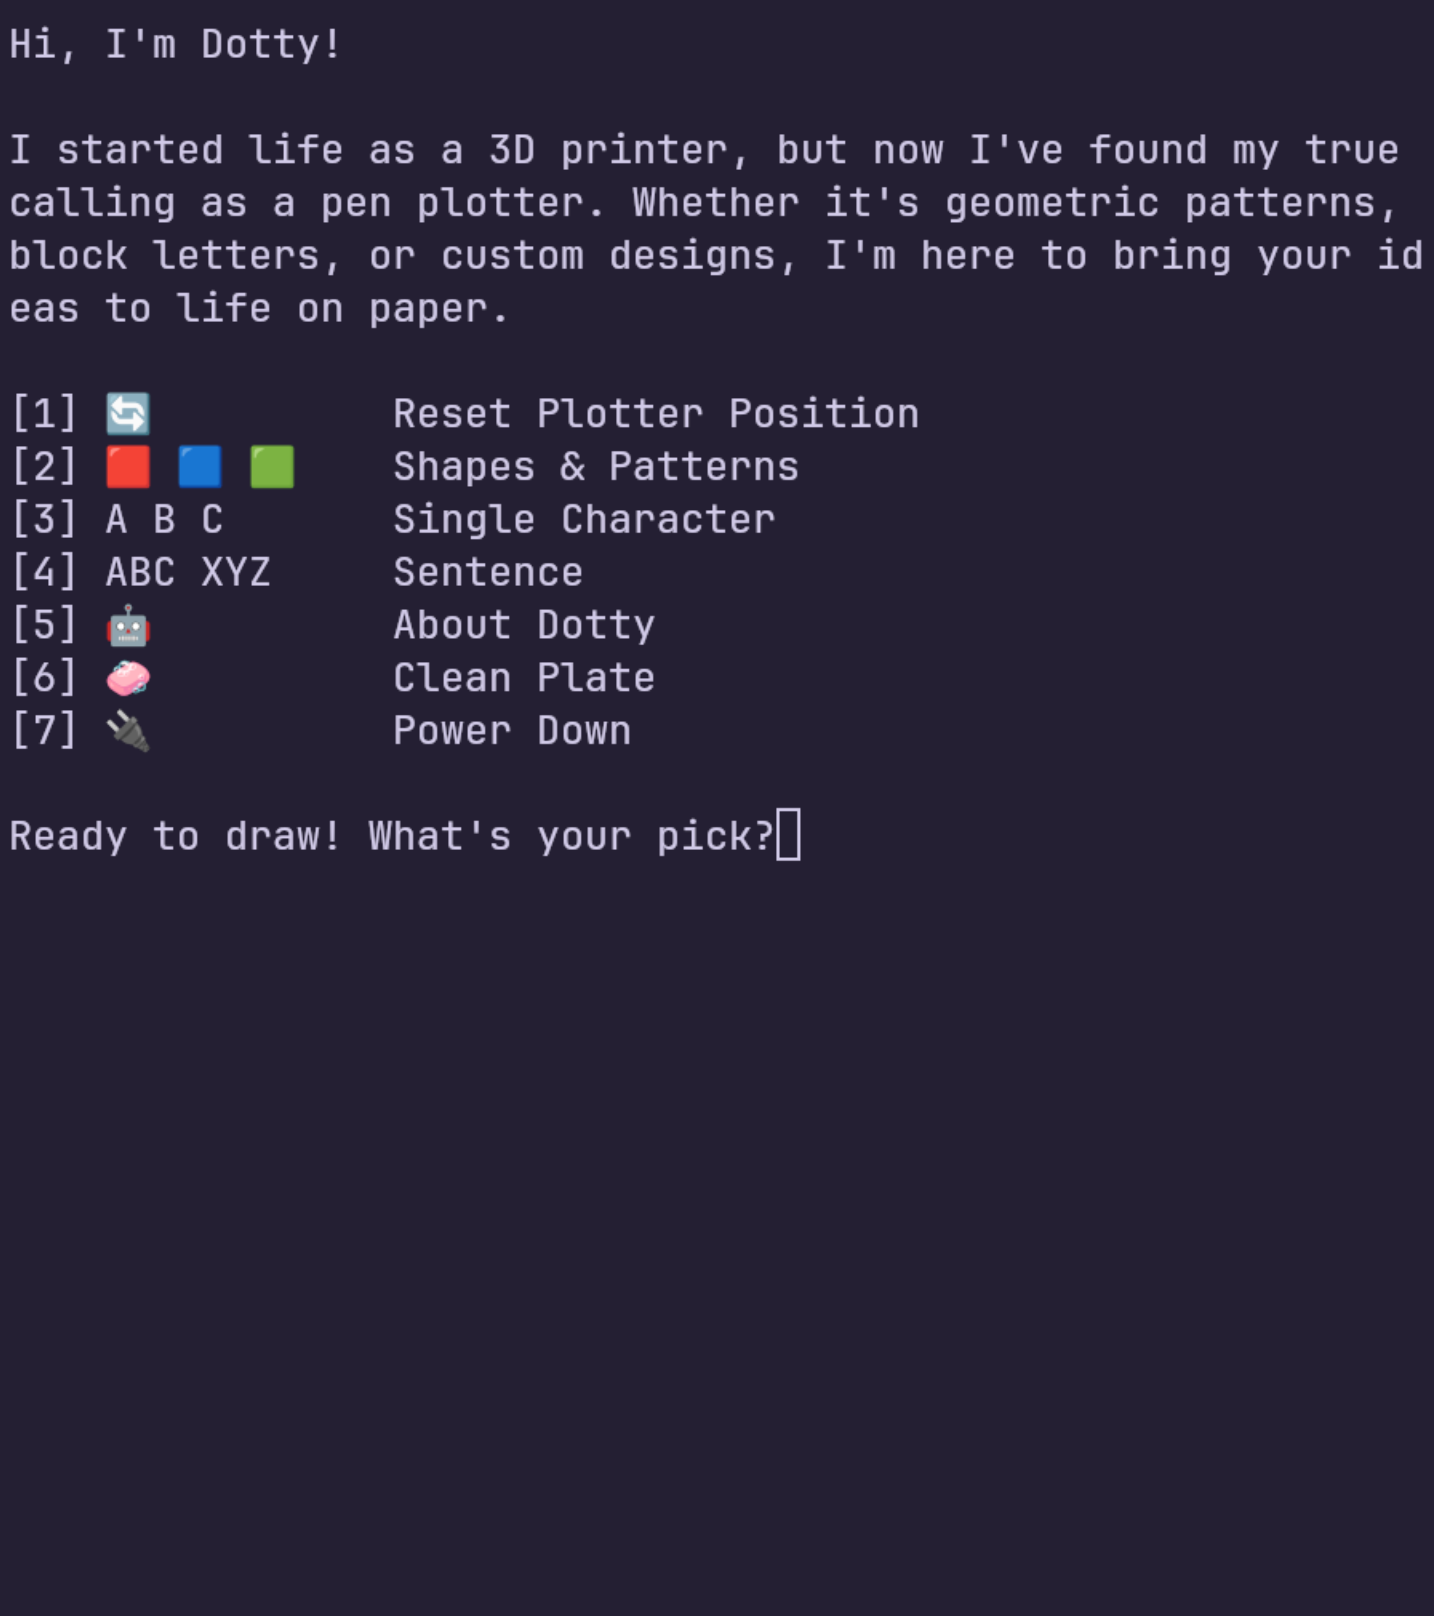 Hi, I'm Dotty!
I started life as a 3D printer, but now I've found my true
calling as a pen plotter. Whether it's geometric patterns,
block letters, or custom designs, I'm here to bring your id
eas to life on paper.
[1] 🔄 Reset Plotter Position
[2] 🟥 🟦 🟩 Shapes & Patterns
[3] A B C Single Character
[4] ABC XYZ Sentence
[5] 🤖 About Dotty
[6] 🧼 Clean Plate
[7] 🔌 Power Down
Ready to draw! What's your pick?